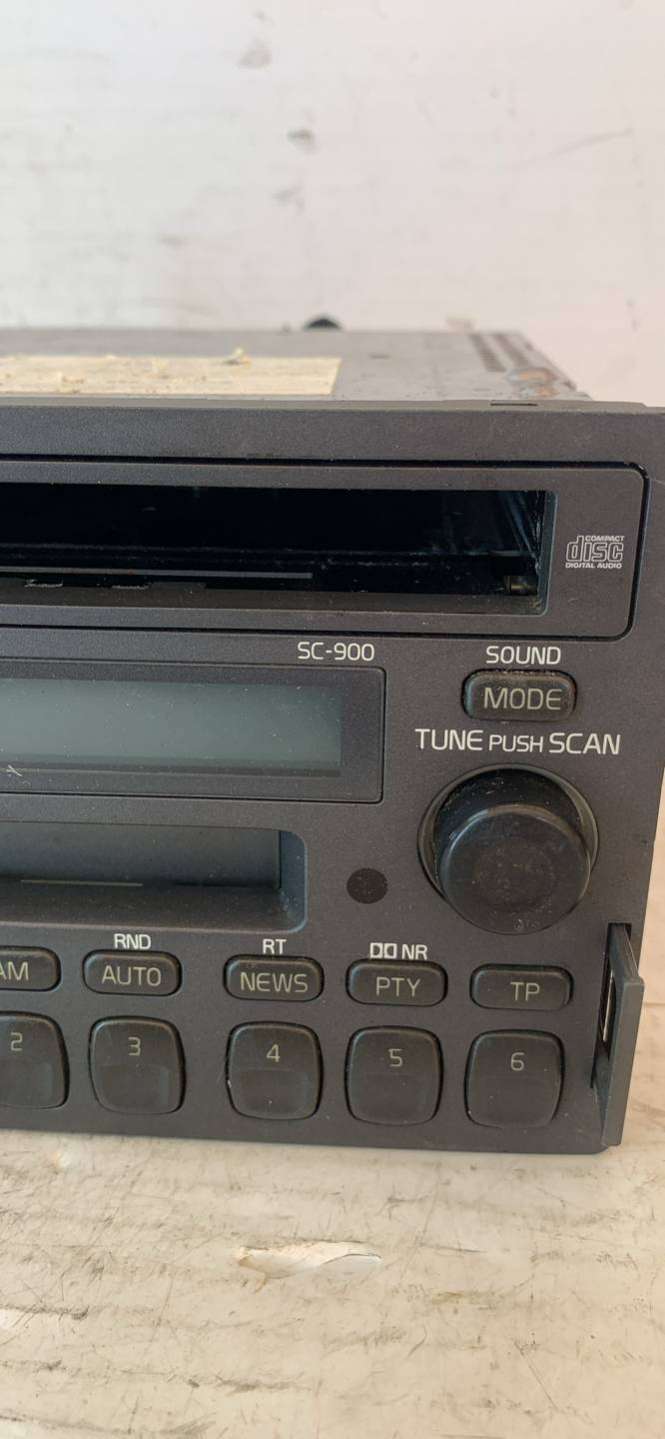 COMPACT
disc
DIGITAL AUDIO
SC-900
SOUND
MODE
TUNE PUSH SCAN
RND
RT
NR
AM
AUTO
NEWS
PTY
TP
2
3
4
5
6